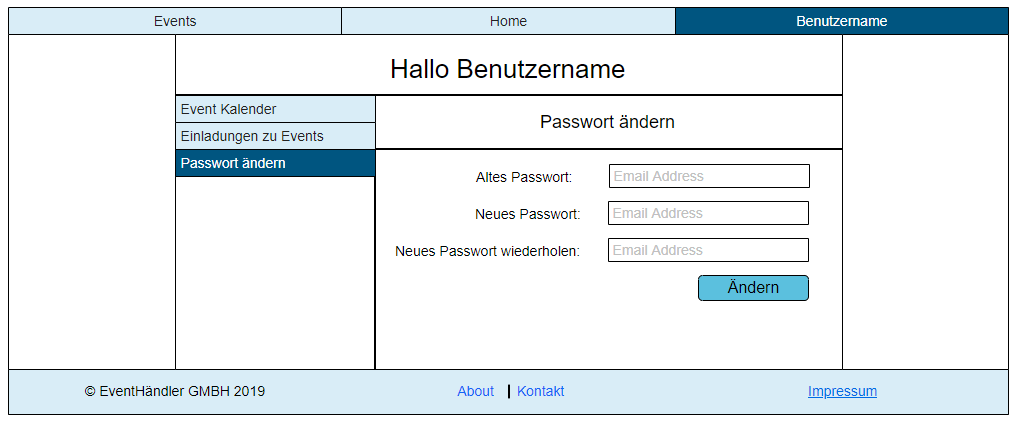 Events Home Benutzername
Hallo Benutzername
Event Kalender
Einladungen zu Events
Passwort ändern
Passwort ändern
Altes Passwort: Email Address
Neues Passwort: Email Address
Neues Passwort wiederholen: Email Address
Ändern
© EventHändler GMBH 2019 About | Kontakt Impressum